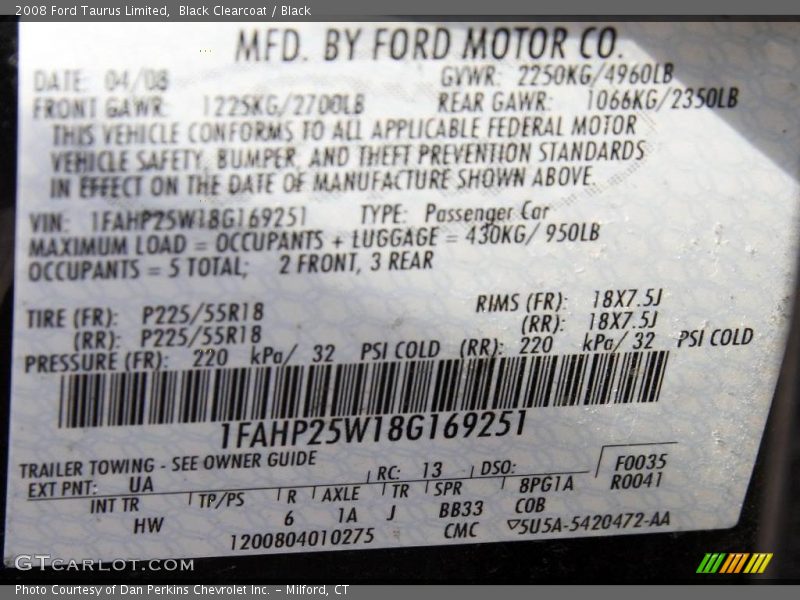 2008 Ford Taurus Limited, Black Clearcoat / Black
MFD. BY FORD MOTOR CO.
DATE: 04/08 GVWR: 2250KG/4960LB
FRONT GAWR: 1225KG/2700LB REAR GAWR: 1066KG/2350LB
THIS VEHICLE CONFORMS TO ALL APPLICABLE FEDERAL MOTOR
VEHICLE SAFETY, BUMPER, AND THEFT PREVENTION STANDARDS
IN EFFECT ON THE DATE OF MANUFACTURE SHOWN ABOVE
VIN: 1FAHP25W18G169251 TYPE: Passenger Car
MAXIMUM LOAD = OCCUPANTS + LUGGAGE = 430KG/ 950LB
OCCUPANTS = 5 TOTAL; 2 FRONT, 3 REAR
TIRE (FR): P225/55R18 RIMS (FR): 18X7.5J
(RR): P225/55R18 (RR): 18X7.5J
PRESSURE (FR): 220 kPa/ 32 PSI COLD (RR): 220 kPa/ 32 PSI COLD
1FAHP25W18G169251
TRAILER TOWING - SEE OWNER GUIDE
EXT PNT: UA RC: 13 DSO: F0035
R0041
INT TR TP/PS R AXLE TR SPR 8PG1A
HW 6 1A J BB33 COB
1200804010275 CMC ▽5U5A-5420472-AA
GTCARLOT.COM
Photo Courtesy of Dan Perkins Chevrolet Inc. - Milford, CT